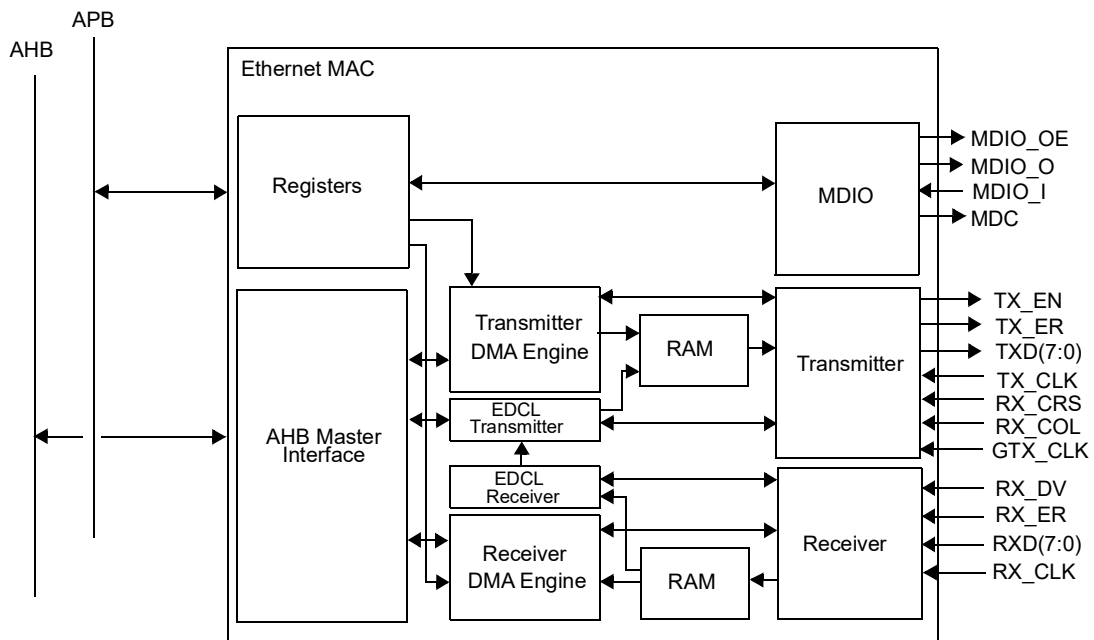 APB
AHB
Ethernet MAC
Registers
MDIO
MDIO_OE
MDIO_O
MDIO_I
MDC
Transmitter
DMA Engine
RAM
Transmitter
TX_EN
TX_ER
TXD(7:0)
TX_CLK
RX_CRS
RX_COL
GTX_CLK
EDCL
Transmitter
AHB Master
Interface
EDCL
Receiver
Receiver
DMA Engine
RAM
Receiver
RX_DV
RX_ER
RXD(7:0)
RX_CLK